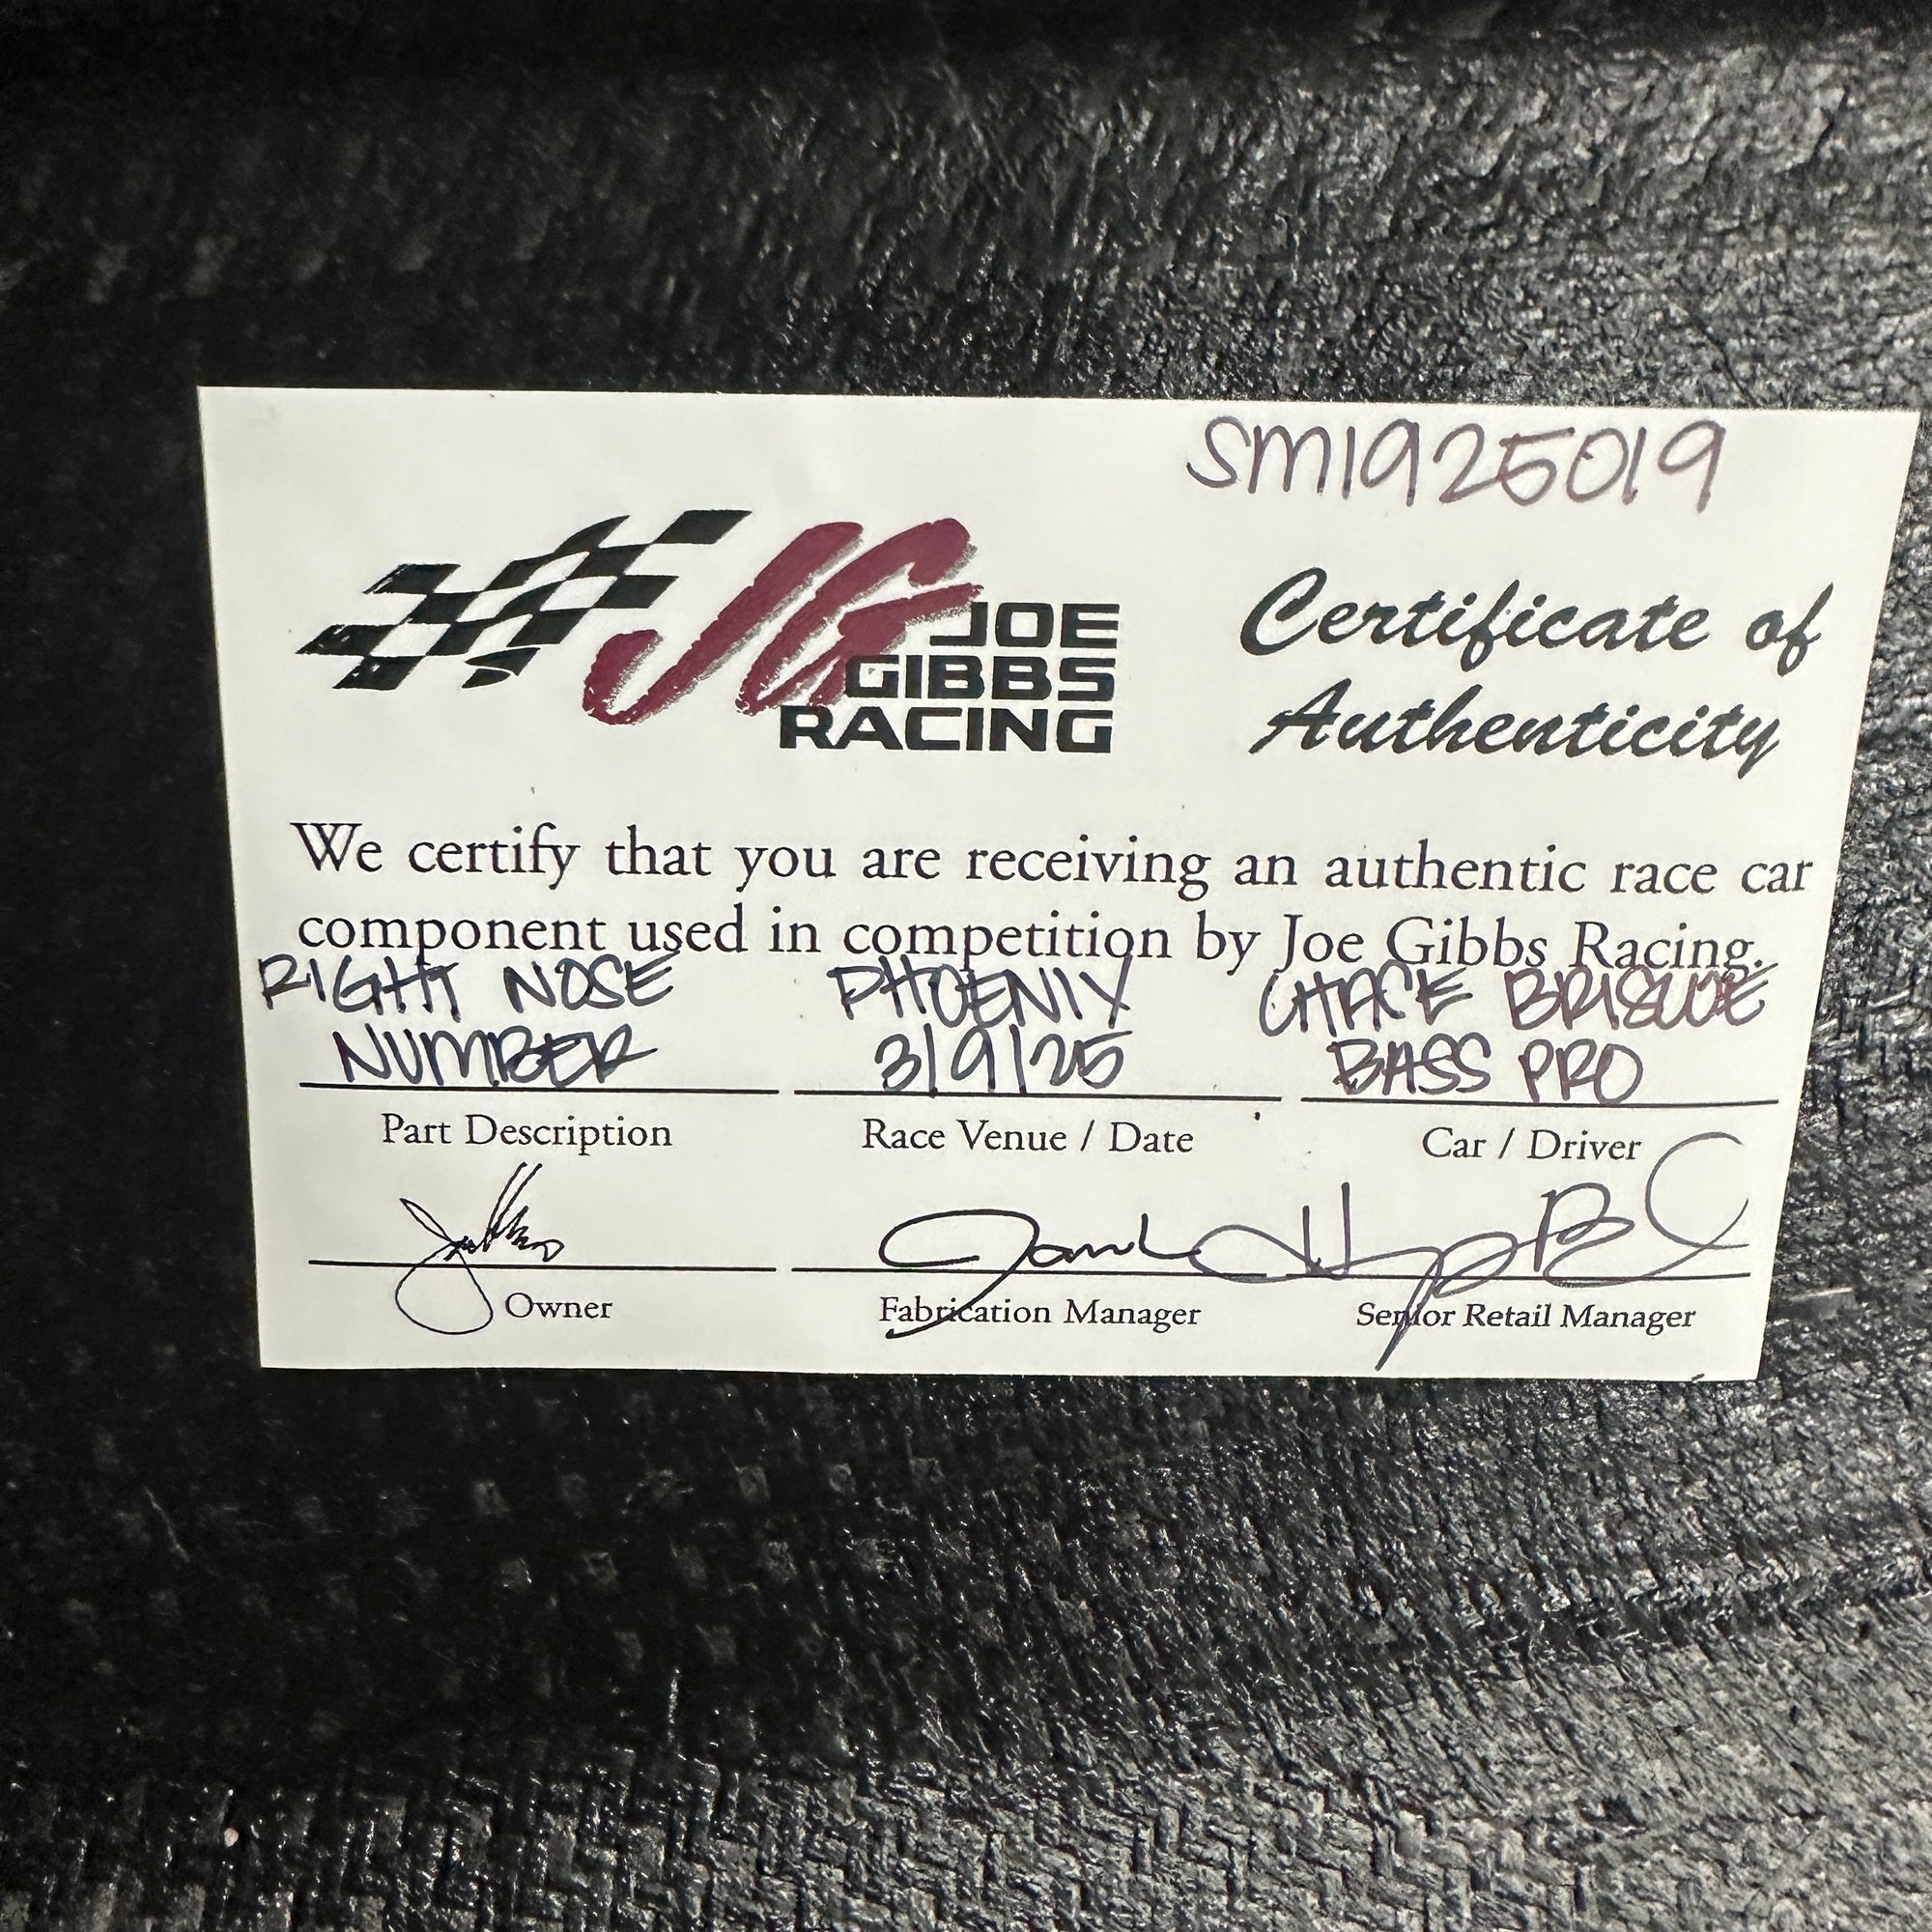 SM1925019
JG
JOE
GIBBS
RACING
Certificate of
Authenticity
We certify that you are receiving an authentic race car
component used in competition by Joe Gibbs Racing.
RIGHT NOSE
NUMBER
Part Description
PHOENIX
3/9/25
Race Venue / Date
CHASE BRISCOE
BASS PRO
Car / Driver
Owner
Fabrication Manager
Senior Retail Manager